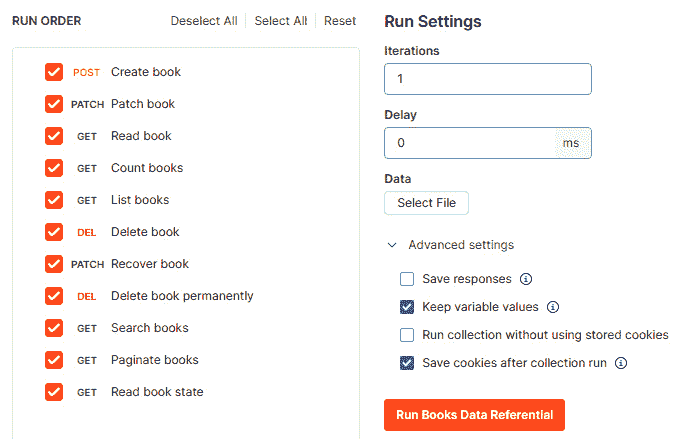 RUN ORDER Deselect All Select All Reset
POST Create book
PATCH Patch book
GET Read book
GET Count books
GET List books
DEL Delete book
PATCH Recover book
DEL Delete book permanently
GET Search books
GET Paginate books
GET Read book state
Run Settings
Iterations
1
Delay
0 ms
Data
Select File
Advanced settings
Save responses
Keep variable values
Run collection without using stored cookies
Save cookies after collection run
Run Books Data Referential